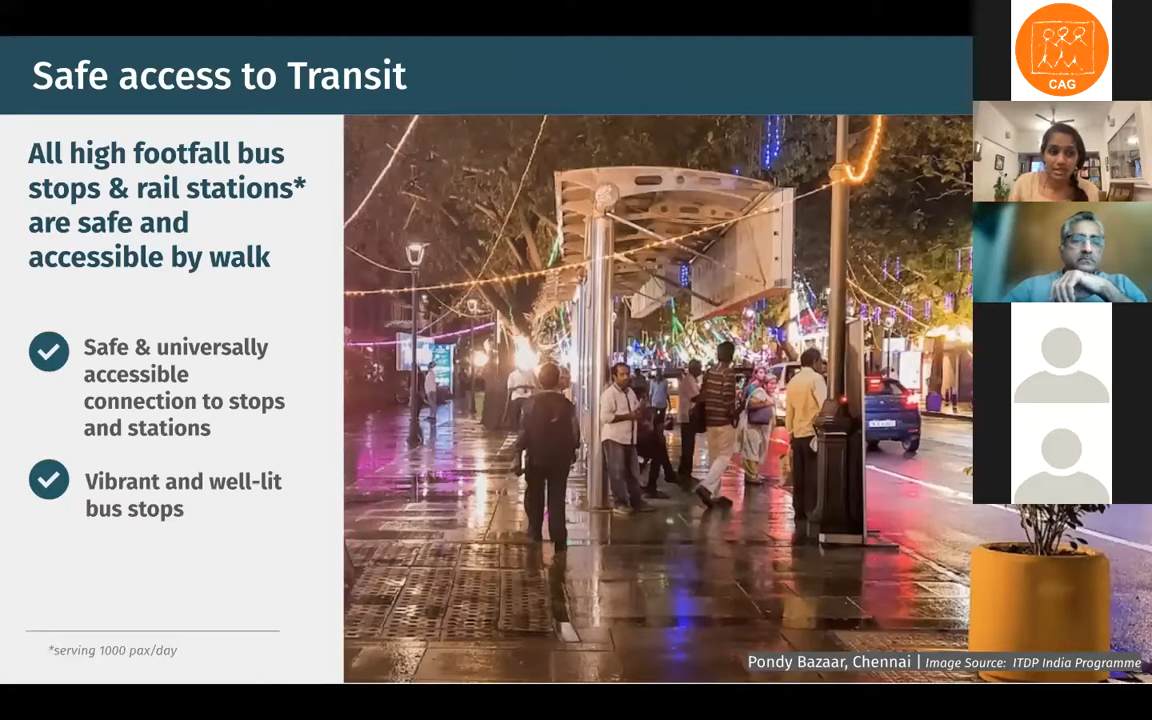 Safe access to Transit
All high footfall bus
stops & rail stations*
are safe and
accessible by walk
Safe & universally
accessible
connection to stops
and stations
Vibrant and well-lit
bus stops
*serving 1000 pax/day
Pondy Bazaar, Chennai | Image Source: ITDP India Programme
CAG